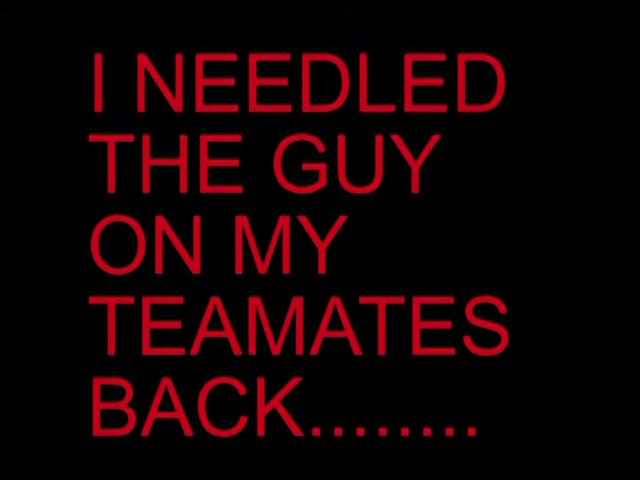 I NEEDLED
THE GUY
ON MY
TEAMATES
BACK........